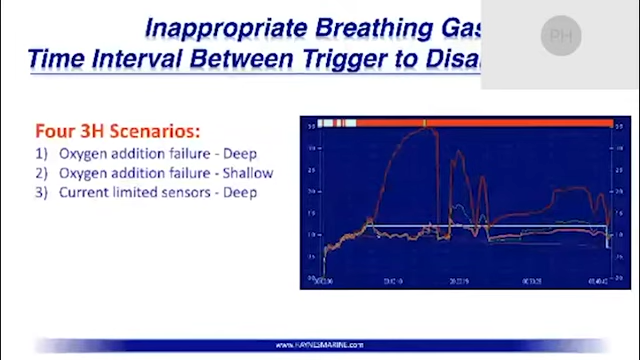 Inappropriate Breathing Gas
Time Interval Between Trigger to
PH
Four 3H Scenarios:
1) Oxygen addition failure - Deep
2) Oxygen addition failure - Shallow
3) Current limited sensors - Deep
www.HAYNESMARINE.com